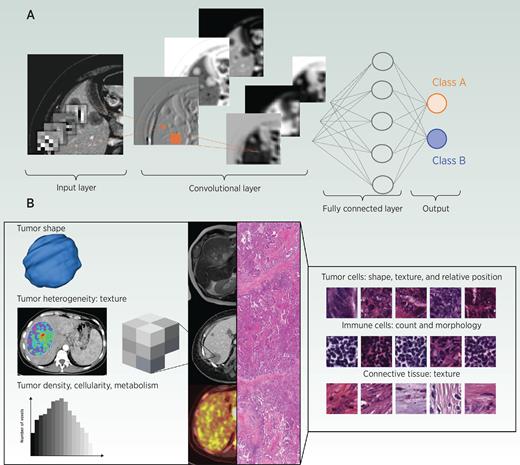 A
Class A
Class B
Input layer
Convolutional layer
Fully connected layer
Output
B
Tumor shape
Tumor heterogeneity: texture
Tumor density, cellularity, metabolism
Number of voxels
Tumor cells: shape, texture, and relative position
Immune cells: count and morphology
Connective tissue: texture